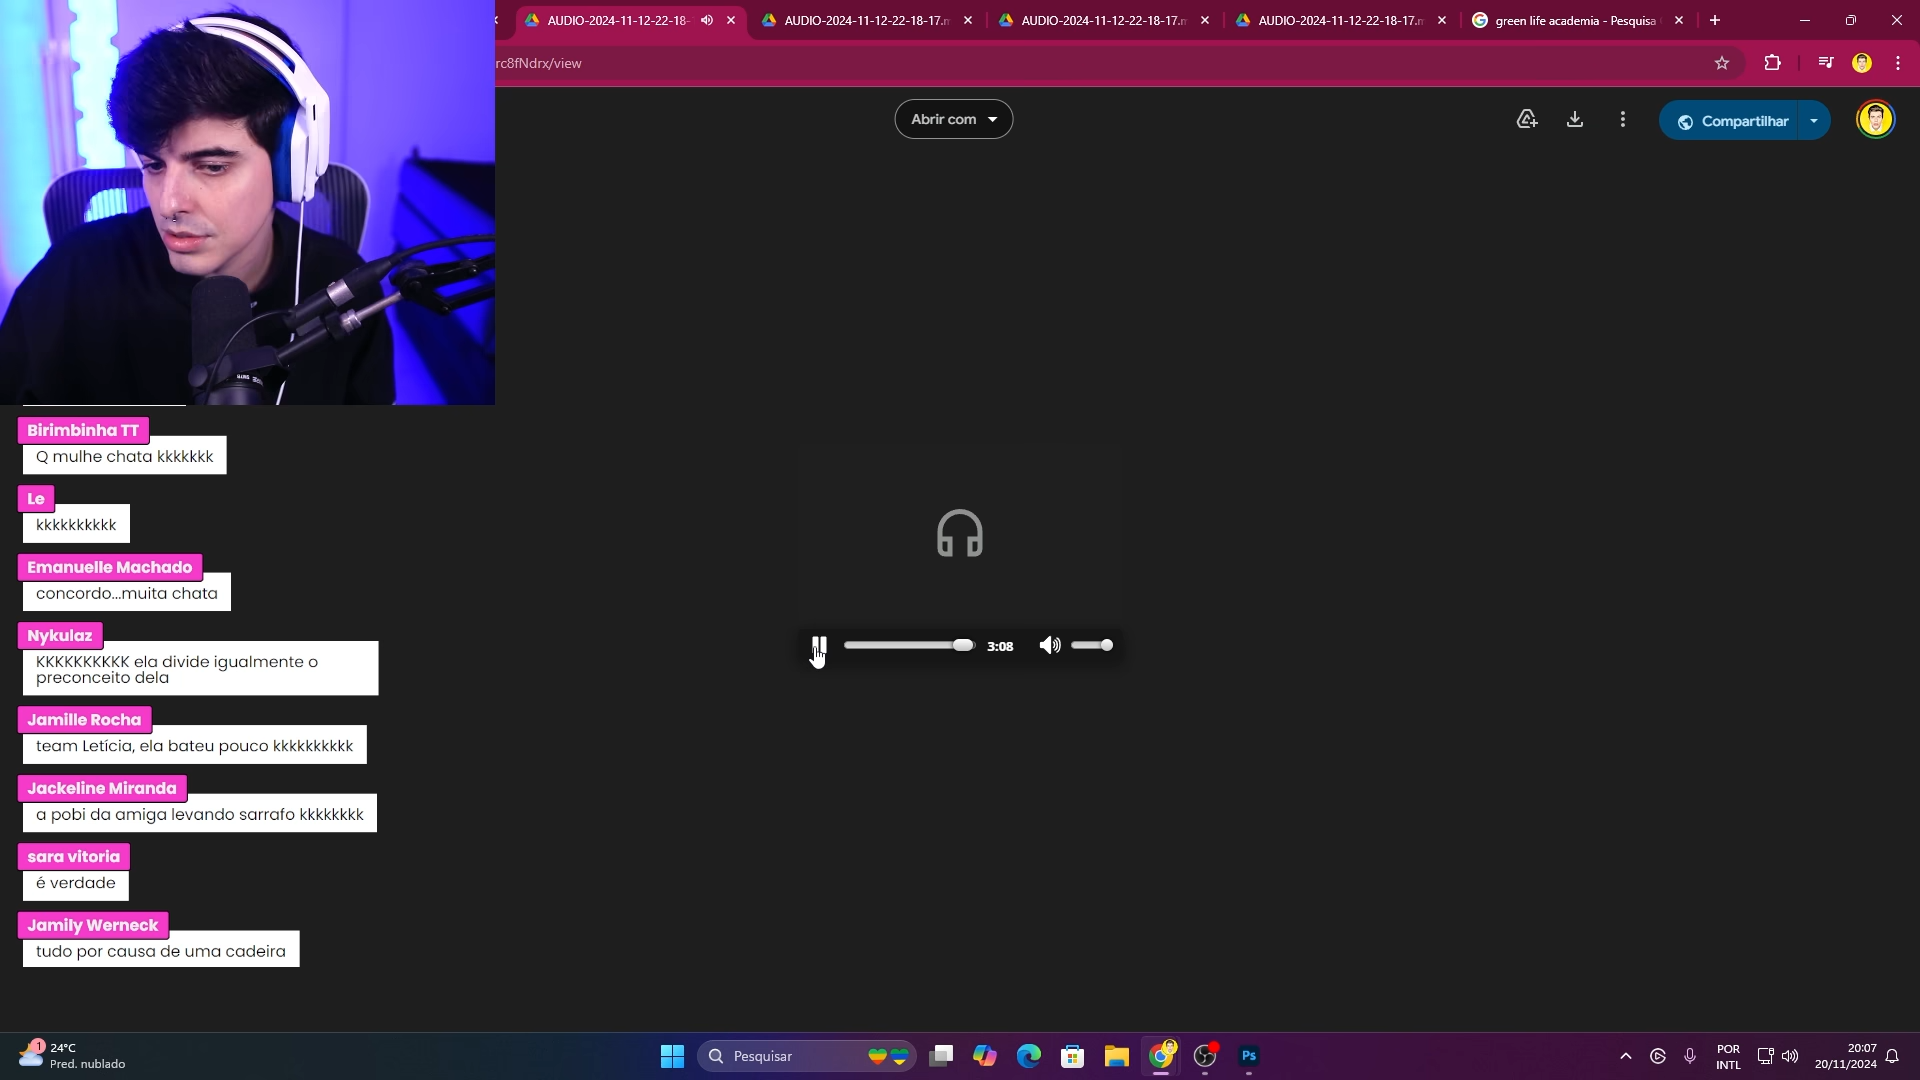 AUDIO-2024-11-12-22-18-
AUDIO-2024-11-12-22-18-17.m
AUDIO-2024-11-12-22-18-17.m
AUDIO-2024-11-12-22-18-17.m
green life academia - Pesquisa
rc8fNdrx/view
Abrir com
Compartilhar
Birimbinha TT
Q mulhe chata kkkkkkk
Le
kkkkkkkkkk
Emanuelle Machado
concordo...muita chata
Nykulaz
KKKKKKKKKK ela divide igualmente o
preconceito dela
Jamille Rocha
team Letícia, ela bateu pouco kkkkkkkkkk
Jackeline Miranda
a pobi da amiga levando sarrafo kkkkkkkk
sara vitoria
é verdade
Jamily Werneck
tudo por causa de uma cadeira
3:08
1
24°C
Pred. nublado
Pesquisar
Ps
POR
INTL
20:07
20/11/2024